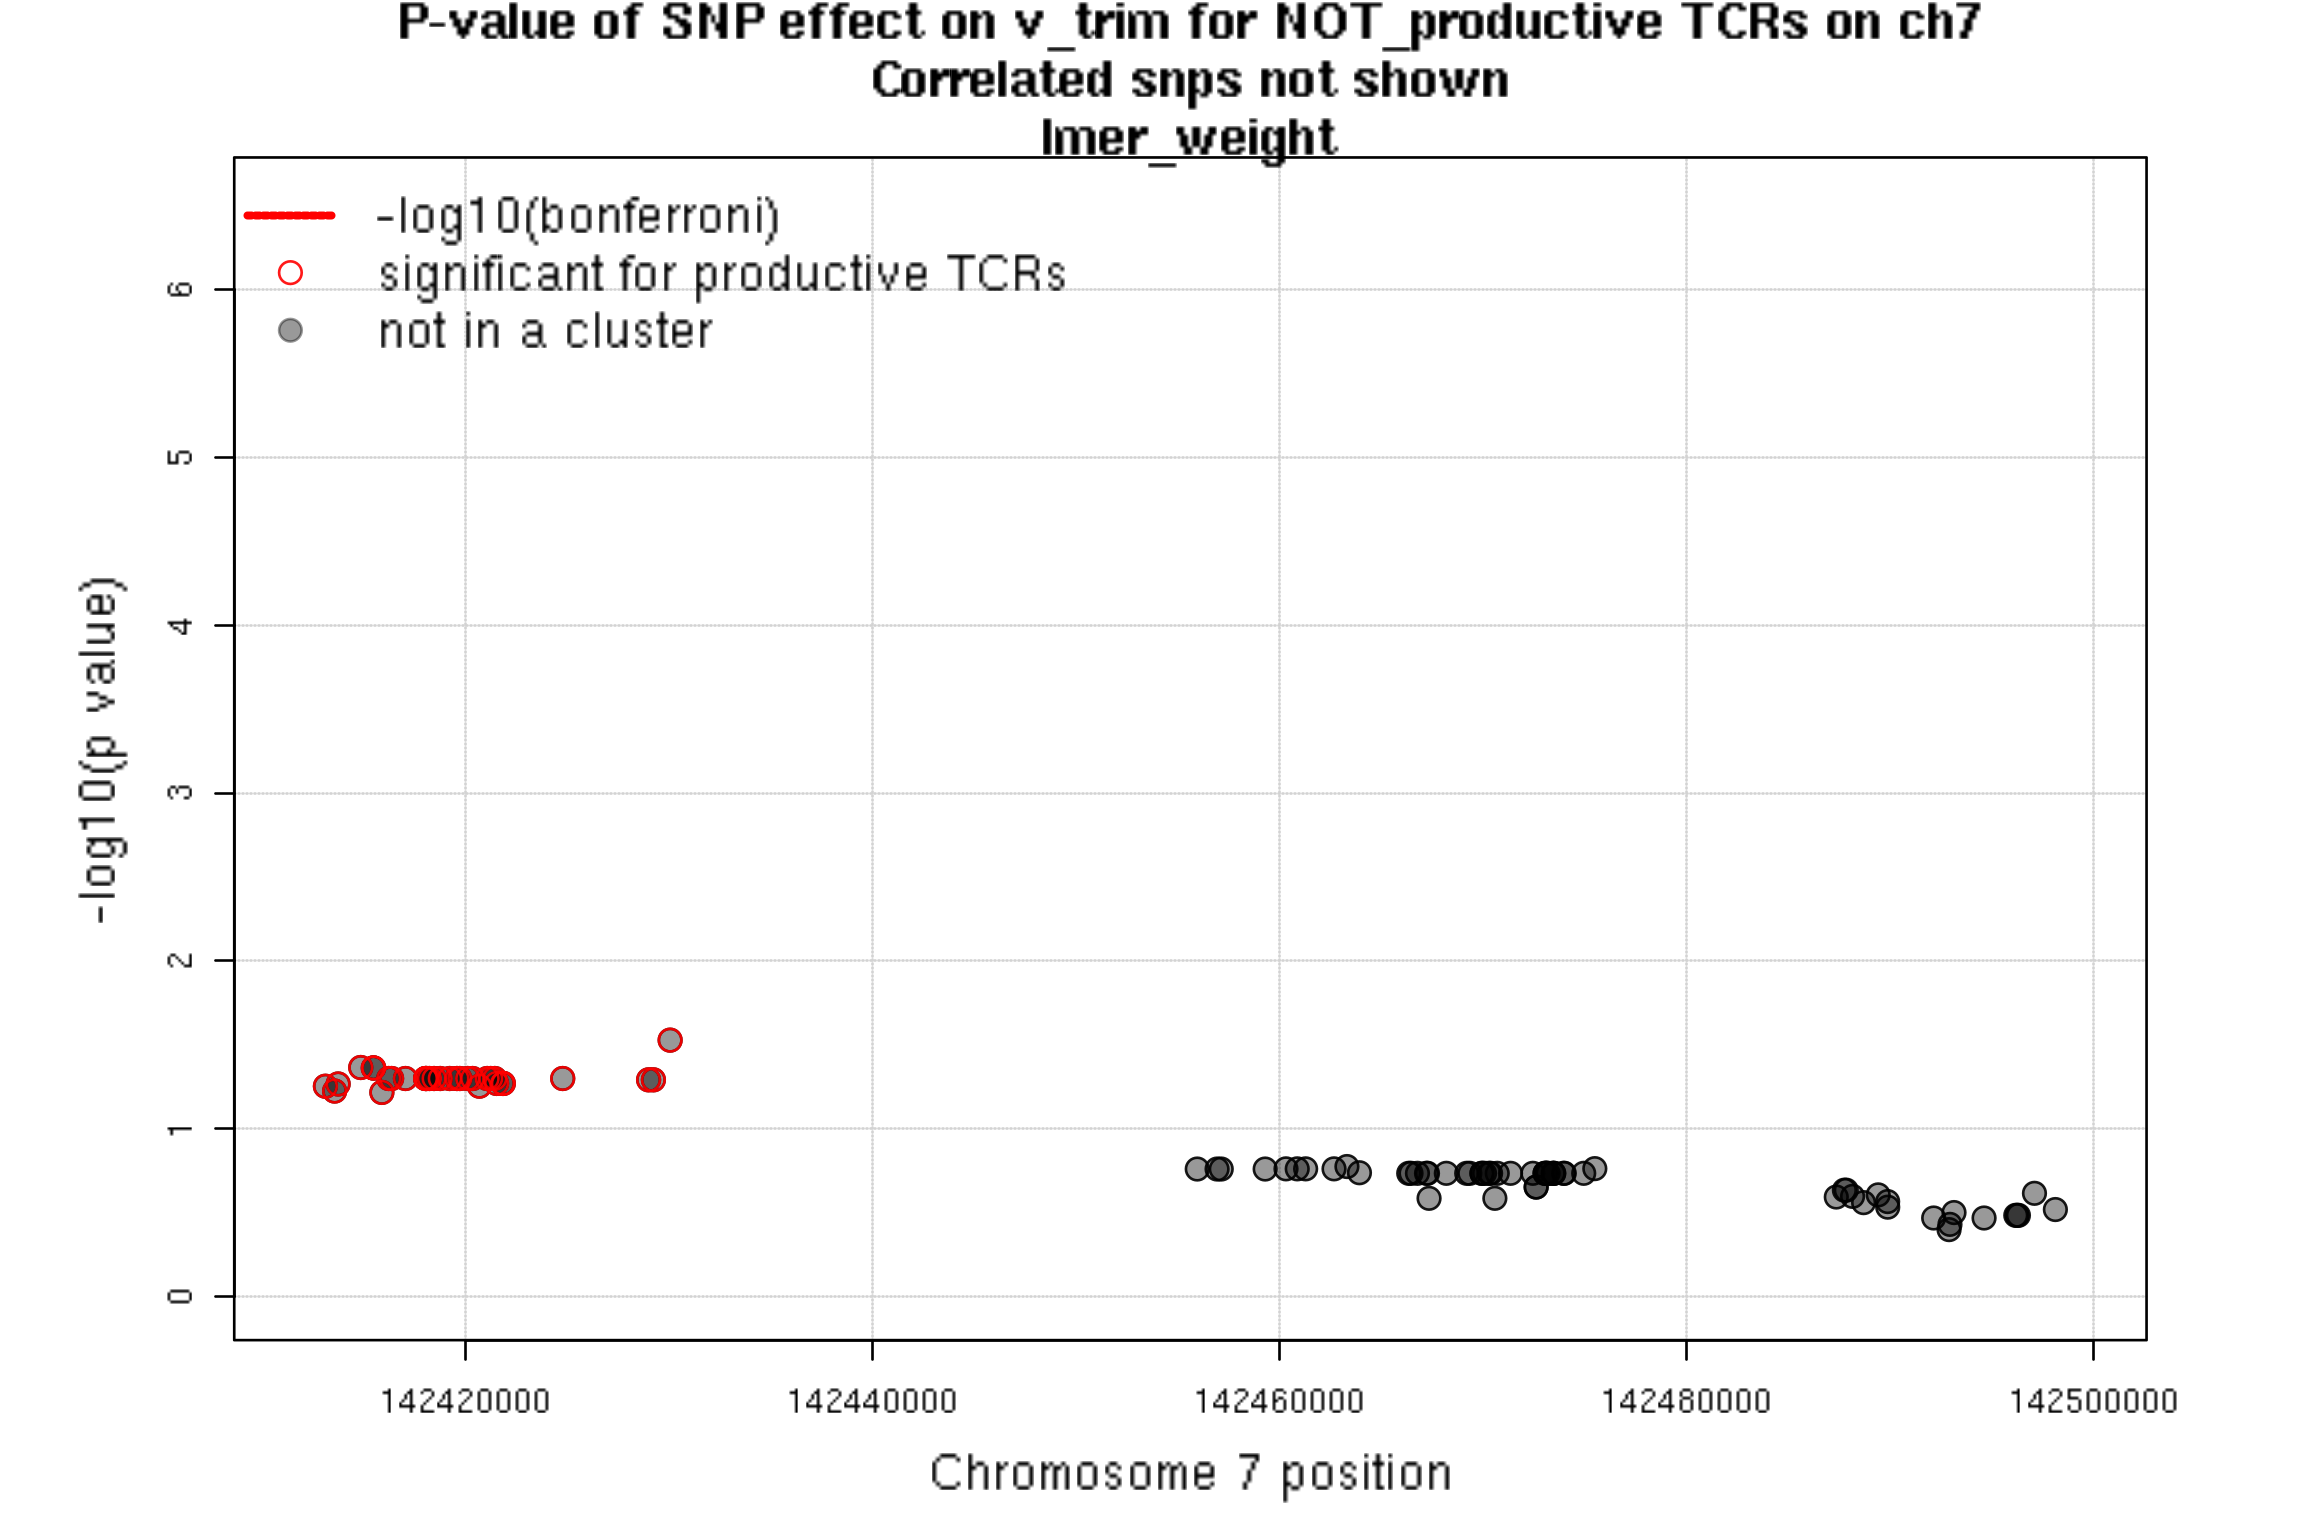 P-value of SNP effect on v_trim for NOT_productive TCRs on ch7
Correlated snps not shown
lmer_weight
-log10(bonferroni)
significant for productive TCRs
not in a cluster
6
5
4
3
2
1
0
-log10(p value)
142420000
142440000
142460000
142480000
142500000
Chromosome 7 position